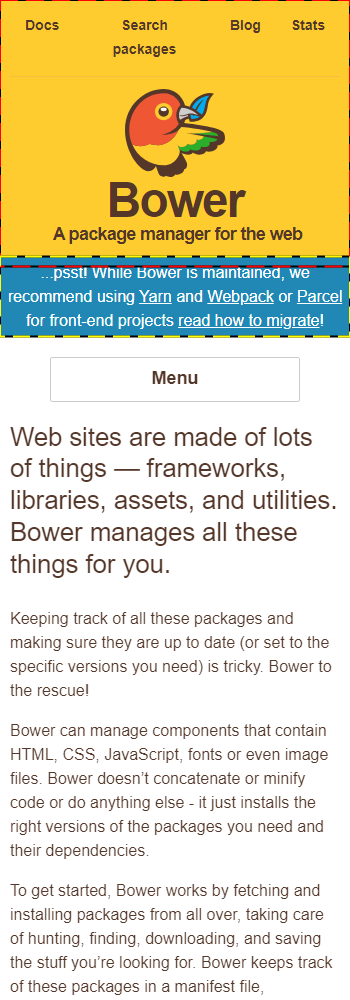 Docs
Search
packages
Blog
Stats
Bower
A package manager for the web
...psst! While Bower is maintained, we
recommend using Yarn and Webpack or Parcel
for front-end projects read how to migrate!
Menu
Web sites are made of lots
of things — frameworks,
libraries, assets, and utilities.
Bower manages all these
things for you.
Keeping track of all these packages and
making sure they are up to date (or set to the
specific versions you need) is tricky. Bower to
the rescue!
Bower can manage components that contain
HTML, CSS, JavaScript, fonts or even image
files. Bower doesn’t concatenate or minify
code or do anything else - it just installs the
right versions of the packages you need and
their dependencies.
To get started, Bower works by fetching and
installing packages from all over, taking care
of hunting, finding, downloading, and saving
the stuff you’re looking for. Bower keeps track
of these packages in a manifest file,